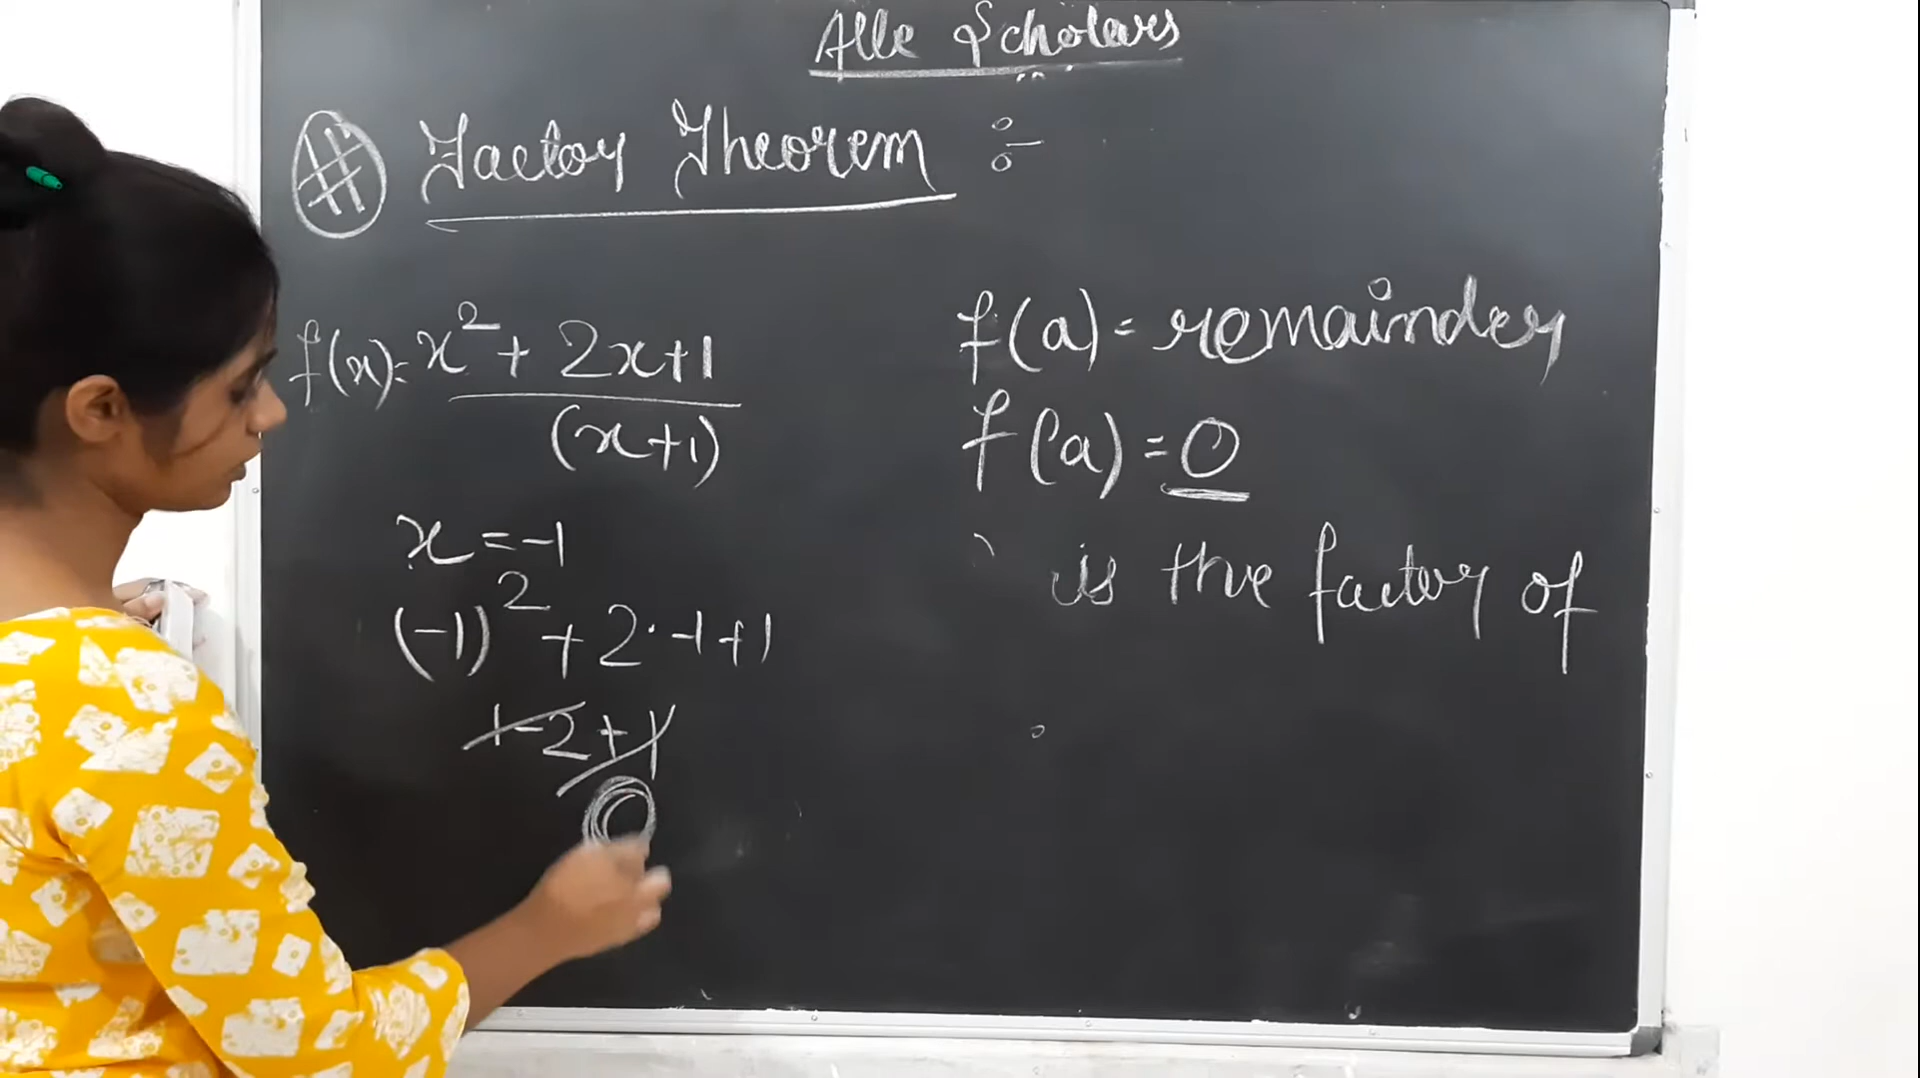 Alle Scholars
# Factor Theorem ÷
f(x) = x² + 2x+1
(x+1)
x = -1
(-1)² + 2·-1+1
1-2+1
0
f(a) = remainder
f(a) = 0
is the factor of